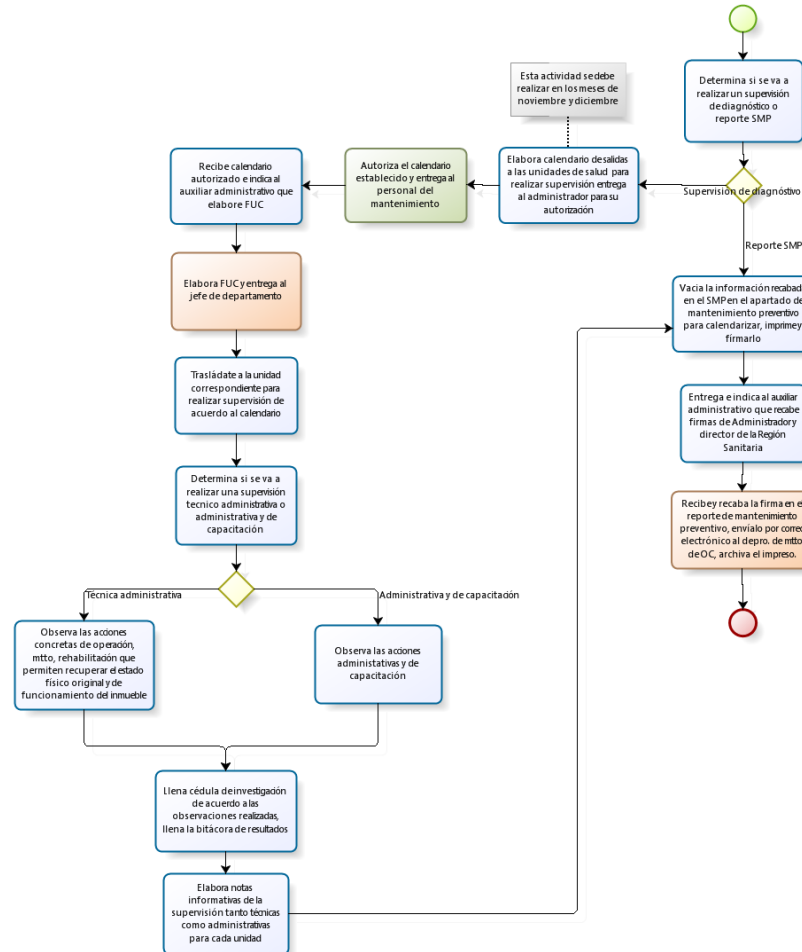 Determina si se va a
realizar un supervisión
de diagnóstico o
reporte SMP
Supervisión de diagnóstivo
Reporte SMP
Esta actividad se debe
realizar en los meses de
noviembre y diciembre
Elabora calendario de salidas
a las unidades de salud para
realizar supervisión entrega
al administrador para su
autorización
Autoriza el calendario
establecido y entrega al
personal del
mantenimiento
Recibe calendario
autorizado e indica al
auxiliar administrativo que
elabore FUC
Elabora FUC y entrega al
jefe de departamento
Trasládate a la unidad
correspondiente para
realizar supervisión de
acuerdo al calendario
Determina si se va a
realizar una supervisión
tecnico administrativa o
administrativa y de
capacitación
Técnica administrativa
Administrativa y de capacitación
Observa las acciones
concretas de operación,
mtto, rehabilitación que
permiten recuperar el estado
físico original y de
funcionamiento del inmueble
Observa las acciones
administativas y de
capacitación
Llena cédula de investigación
de acuerdo a las
observaciones realizadas,
llena la bitácora de resultados
Elabora notas
informativas de la
supervisión tanto técnicas
como administrativas
para cada unidad
Vacia la información recabada
en el SMP en el apartado de
mantenimiento preventivo
para calendarizar, imprime y
fírmarlo
Entrega e indica al auxiliar
administrativo que recabe
firmas de Administrador y
director de la Región
Sanitaria
Recibe y recaba la firma en el
reporte de mantenimiento
preventivo, envíalo por correo
electrónico al depro. de mtto.
de OC, archiva el impreso.